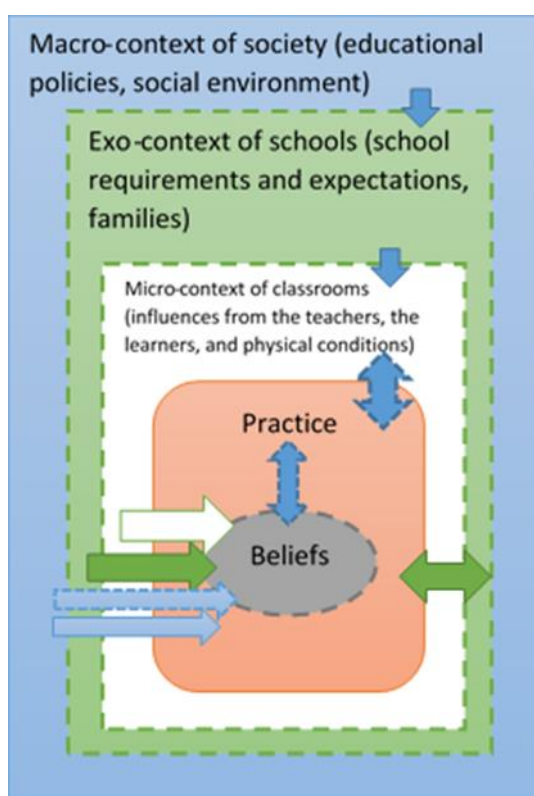 Macro-context of society (educational
policies, social environment)
Exo-context of schools (school
requirements and expectations,
families)
Micro-context of classrooms
(influences from the teachers, the
learners, and physical conditions)
Practice
Beliefs